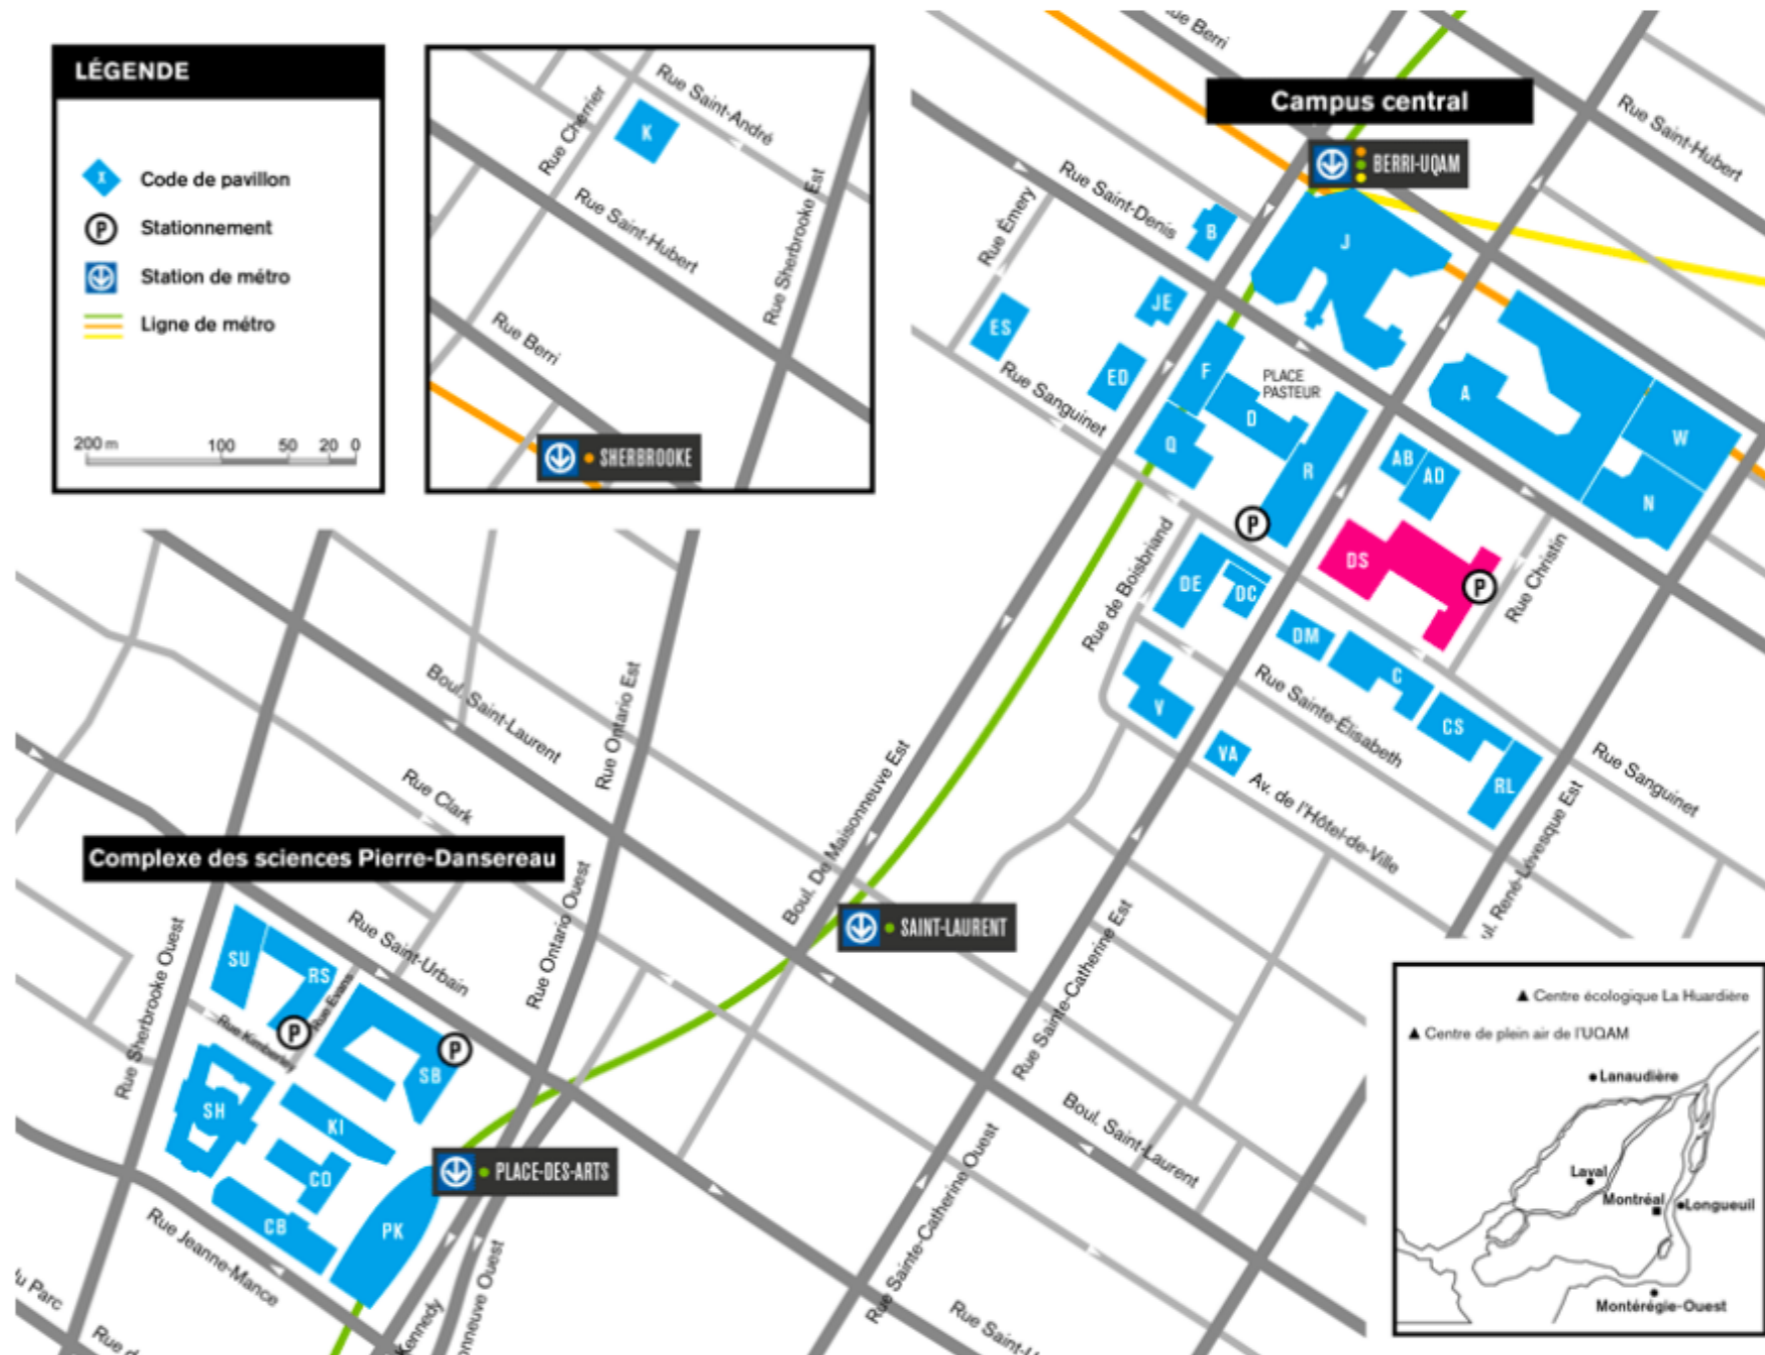 LÉGENDE
X
Code de pavillon
P
Stationnement
Station de métro
Ligne de métro
200 m 100 50 20 0
Rue Cherrier
Rue Saint-André
K
Rue Saint-Hubert
Rue Sherbrooke Est
Rue Berri
SHERBROOKE
Rue Saint-Hubert
Campus central
BERRI-UQAM
Rue Saint-Denis
Rue Émery
B
J
JE
ES
ED
F
PLACE
PASTEUR
D
A
W
Rue Sanguinet
Q
R
AB
AD
N
P
DS
P
Rue Christin
Rue de Boisbriand
DE
DC
DM
C
V
CS
VA
RL
Rue Sainte-Élisabeth
Av. de l'Hôtel-de-Ville
Rue Sanguinet
Boul. Saint-Laurent
Rue Ontario Est
Rue Clark
Boul. De Maisonneuve Est
Complexe des sciences Pierre-Dansereau
SAINT-LAURENT
Rue Sherbrooke Ouest
Rue Saint-Urbain
Rue Ontario Ouest
Rue Sainte-Catherine Est
SU
RS
Rue Evans
P
Rue Kimberley
P
SB
SH
KI
CO
PLACE-DES-ARTS
CB
PK
Rue Jeanne-Mance
Boul. Saint-Laurent
Rue Sainte-Catherine Ouest
Kennedy
Centre écologique La Huardière
Centre de plein air de l'UQAM
Lanaudière
Laval
Montréal
Longueuil
Montérégie-Ouest